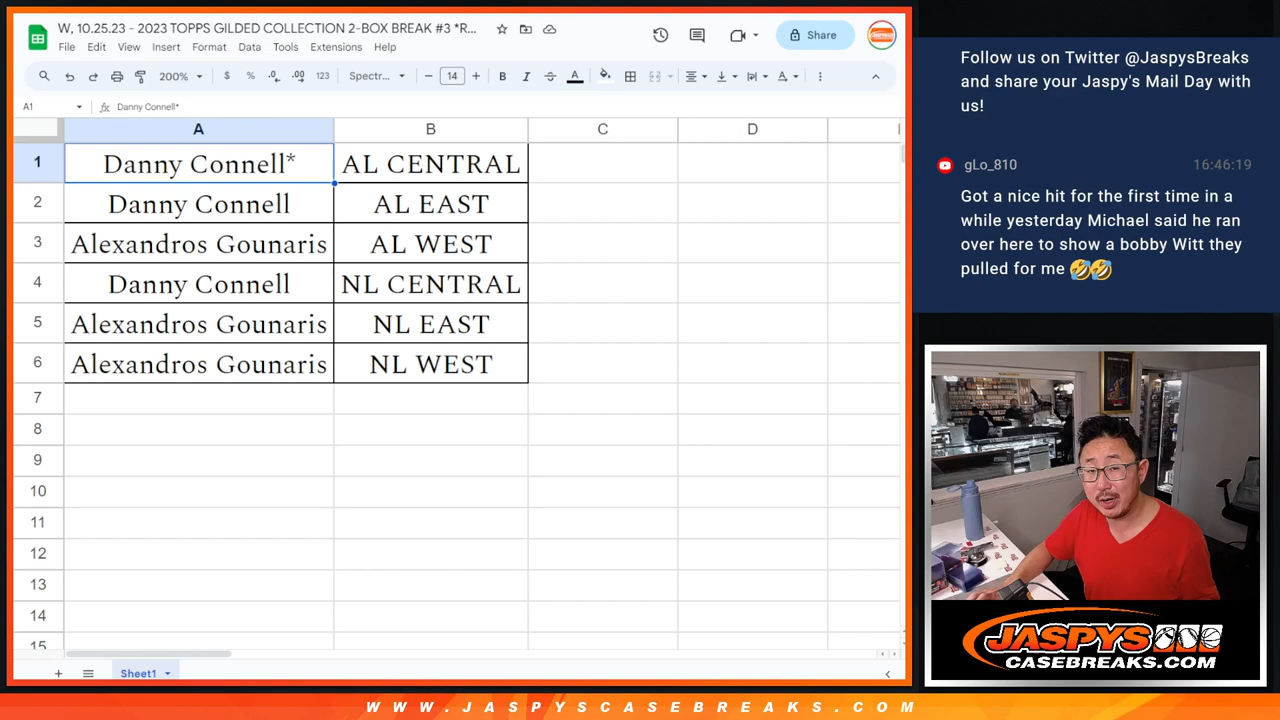 W, 10.25.23 - 2023 TOPPS GILDED COLLECTION 2-BOX BREAK #3 *R...
File Edit View Insert Format Data Tools Extensions Help
Share
200% $ % .0 .00 123 Spectr... 14 B I A
A1 fx Danny Connell*
A B C D
1 Danny Connell* AL CENTRAL
2 Danny Connell AL EAST
3 Alexandros Gounaris AL WEST
4 Danny Connell NL CENTRAL
5 Alexandros Gounaris NL EAST
6 Alexandros Gounaris NL WEST
7
8
9
10
11
12
13
14
15
Sheet1
Follow us on Twitter @JaspysBreaks
and share your Jaspy's Mail Day with
us!
gLo_810 16:46:19
Got a nice hit for the first time in a
while yesterday Michael said he ran
over here to show a bobby Witt they
pulled for me 🤣🤣
JASPYS
CASEBREAKS.COM
WWW.JASPYSCASEBREAKS.COM